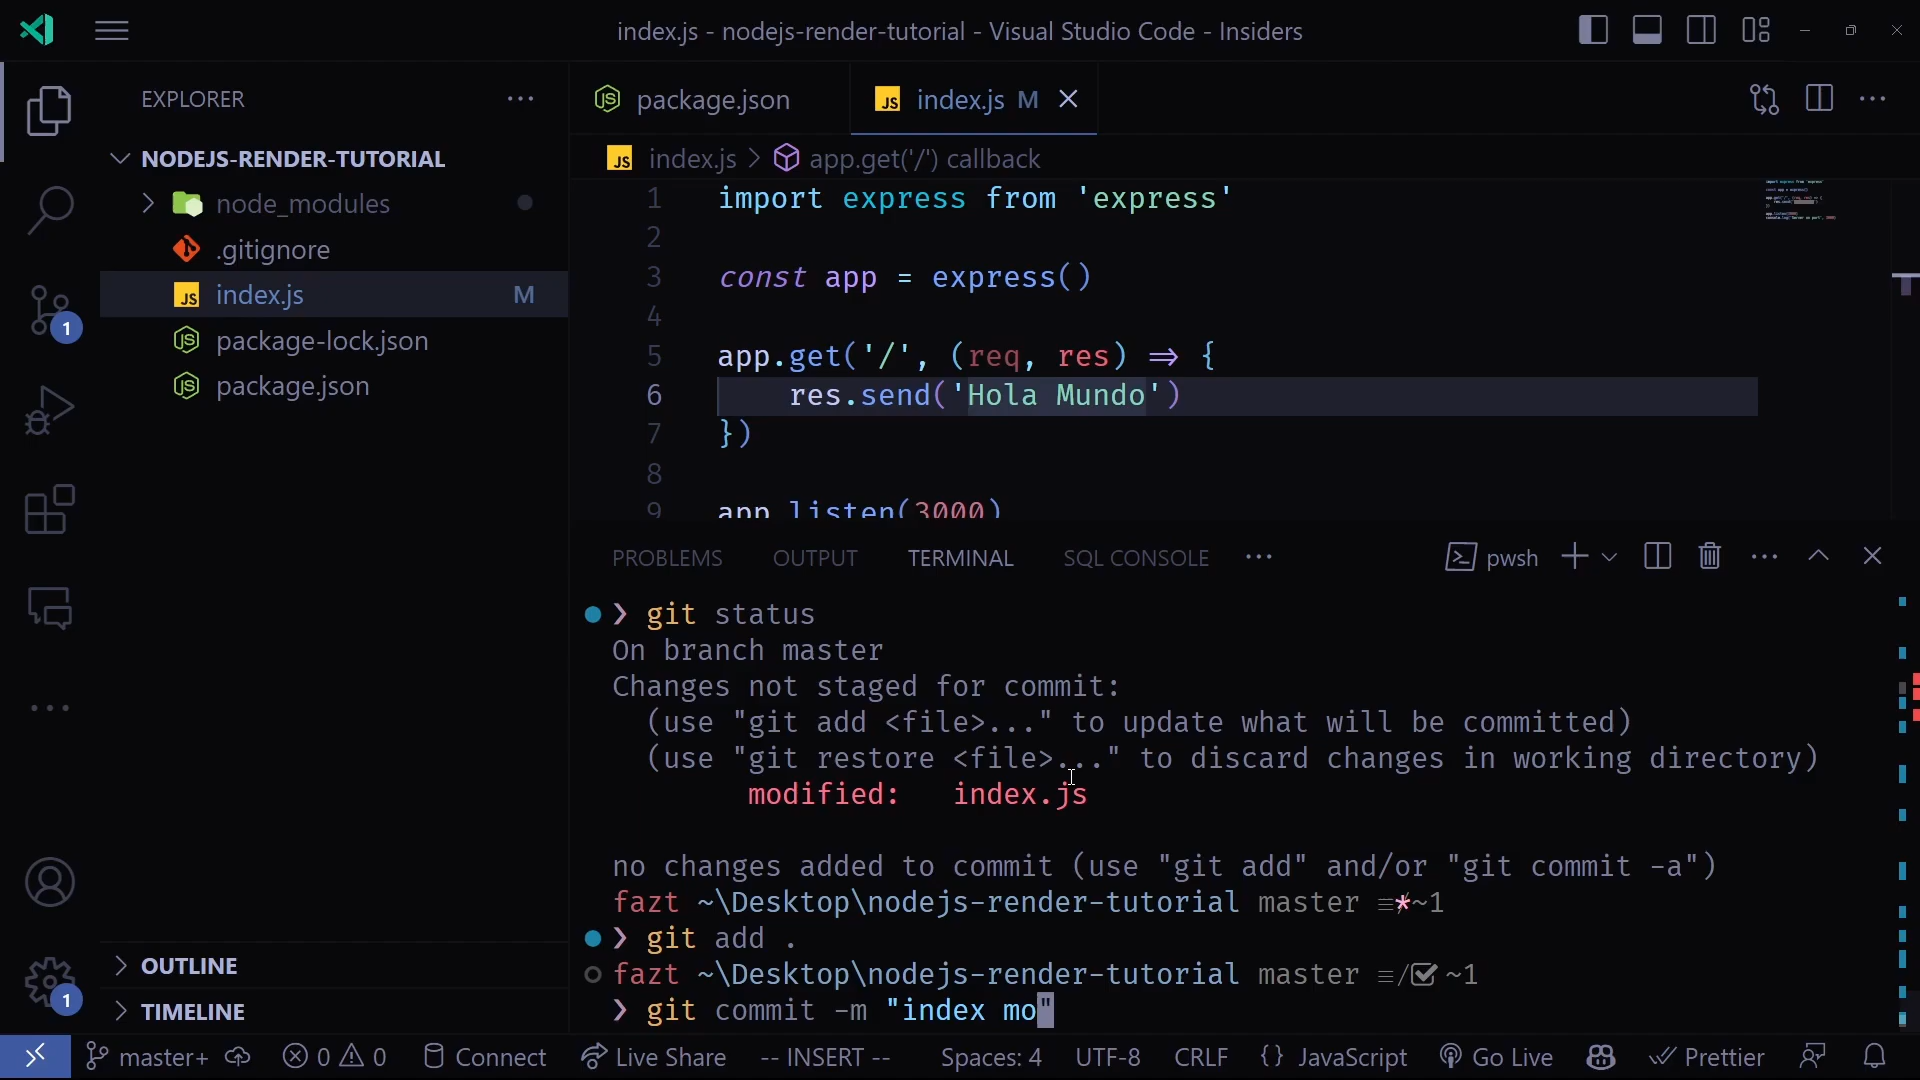 index.js - nodejs-render-tutorial - Visual Studio Code - Insiders
EXPLORER
NODEJS-RENDER-TUTORIAL
node_modules
.gitignore
index.js M
package-lock.json
package.json
OUTLINE
TIMELINE
1
1
package.json
index.js M
index.js > app.get('/') callback
1 import express from 'express'
2
3 const app = express()
4
5 app.get('/', (req, res) ⇒ {
6 res.send('Hola Mundo')
7 })
8
9 app.listen(3000)
PROBLEMS OUTPUT TERMINAL SQL CONSOLE
pwsh
❯ git status
On branch master
Changes not staged for commit:
(use "git add <file>..." to update what will be committed)
(use "git restore <file>..." to discard changes in working directory)
modified: index.js
no changes added to commit (use "git add" and/or "git commit -a")
fazt ~\Desktop\nodejs-render-tutorial master ≡/*~1
❯ git add .
fazt ~\Desktop\nodejs-render-tutorial master ≡/☑ ~1
❯ git commit -m "index mo"
master+ 0 0 Connect Live Share -- INSERT -- Spaces: 4 UTF-8 CRLF {} JavaScript Go Live Prettier